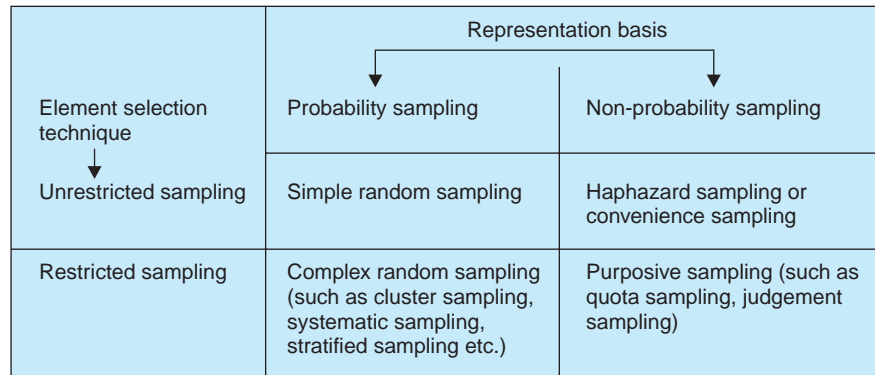 Representation basis
Element selection
technique
Probability sampling
Non-probability sampling
Unrestricted sampling
Simple random sampling
Haphazard sampling or
convenience sampling
Restricted sampling
Complex random sampling
(such as cluster sampling,
systematic sampling,
stratified sampling etc.)
Purposive sampling (such as
quota sampling, judgement
sampling)